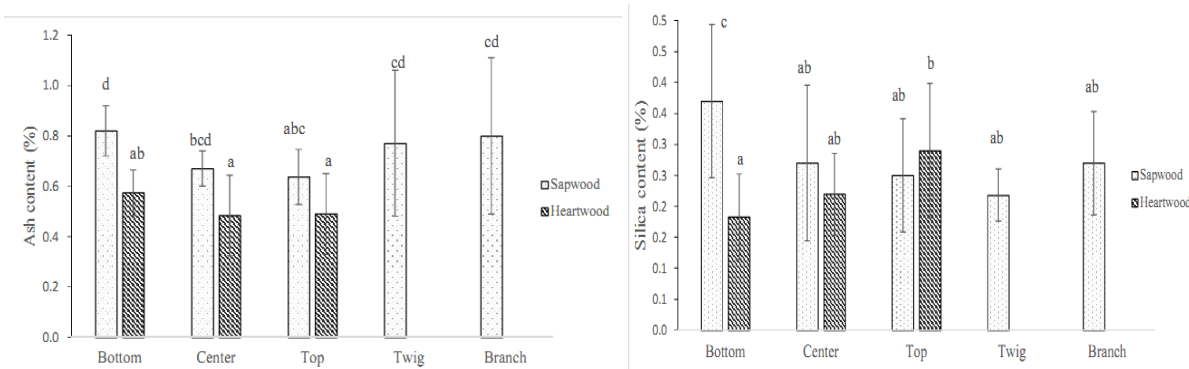 1.2
1.0
0.8
0.6
0.4
0.2
0.0
Ash content (%)
d
ab
bcd
a
abc
a
cd
cd
Bottom Center Top Twig Branch
Sapwood
Heartwood
0.5
0.5
0.4
0.4
0.3
0.3
0.2
0.2
0.1
0.1
0.0
Silica content (%)
c
a
ab
ab
ab
b
ab
ab
Bottom Center Top Twig Branch
Sapwood
Heartwood